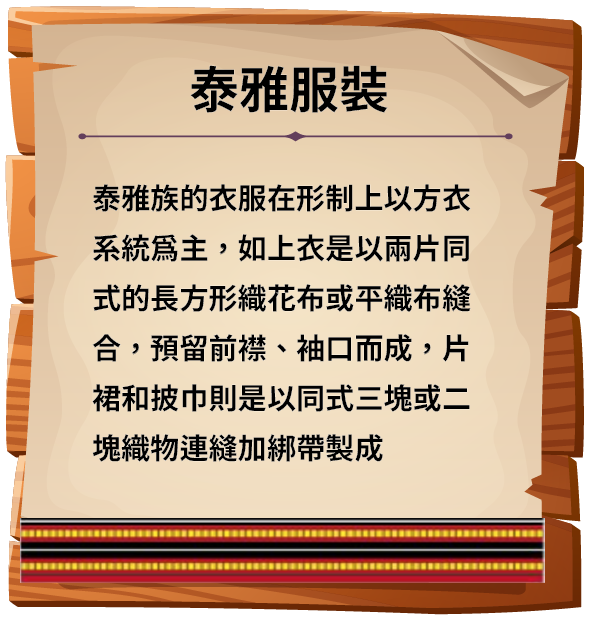 泰雅服裝
泰雅族的衣服在形制上以方衣
系統爲主，如上衣是以兩片同
式的長方形織花布或平織布縫
合，預留前襟、袖口而成，片
裙和披巾則是以同式三塊或二
塊織物連縫加綁帶製成